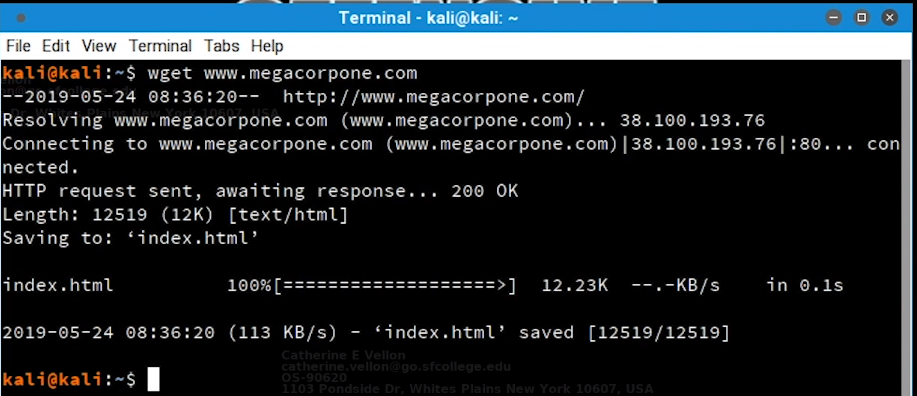 Terminal - kali@kali: ~
File Edit View Terminal Tabs Help
kali@kali:~$ wget www.megacorpone.com
--2019-05-24 08:36:20--  http://www.megacorpone.com/
Resolving www.megacorpone.com (www.megacorpone.com)... 38.100.193.76
Connecting to www.megacorpone.com (www.megacorpone.com)|38.100.193.76|:80... con
nected.
HTTP request sent, awaiting response... 200 OK
Length: 12519 (12K) [text/html]
Saving to: ‘index.html’
index.html          100%[===================>]  12.23K  --.-KB/s    in 0.1s
2019-05-24 08:36:20 (113 KB/s) - ‘index.html’ saved [12519/12519]
Catherine E Vellon
catherine.vellon@go.sfcollege.edu
kali@kali:~$
OS-90620
1103 Pondside Dr, Whites Plains New York 10607, USA